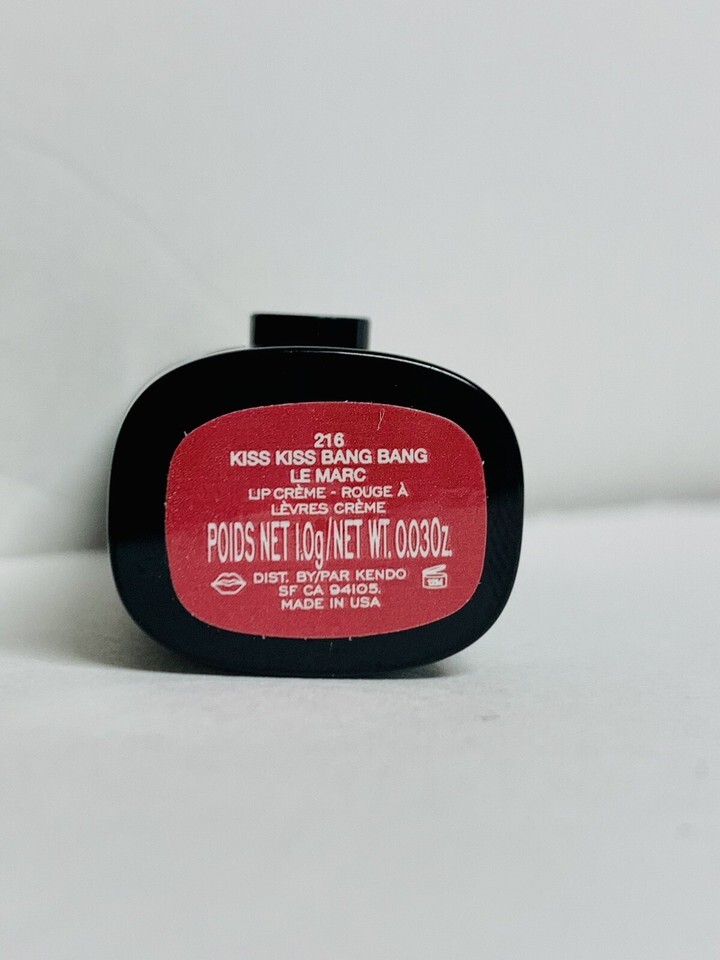 216
KISS KISS BANG BANG
LE MARC
LIP CRÈME - ROUGE À
LÈVRES CRÈME
POIDS NET 1.0g/NET WT. 0.03Oz.
DIST. BY/PAR KENDO
SF CA 94105.
MADE IN USA